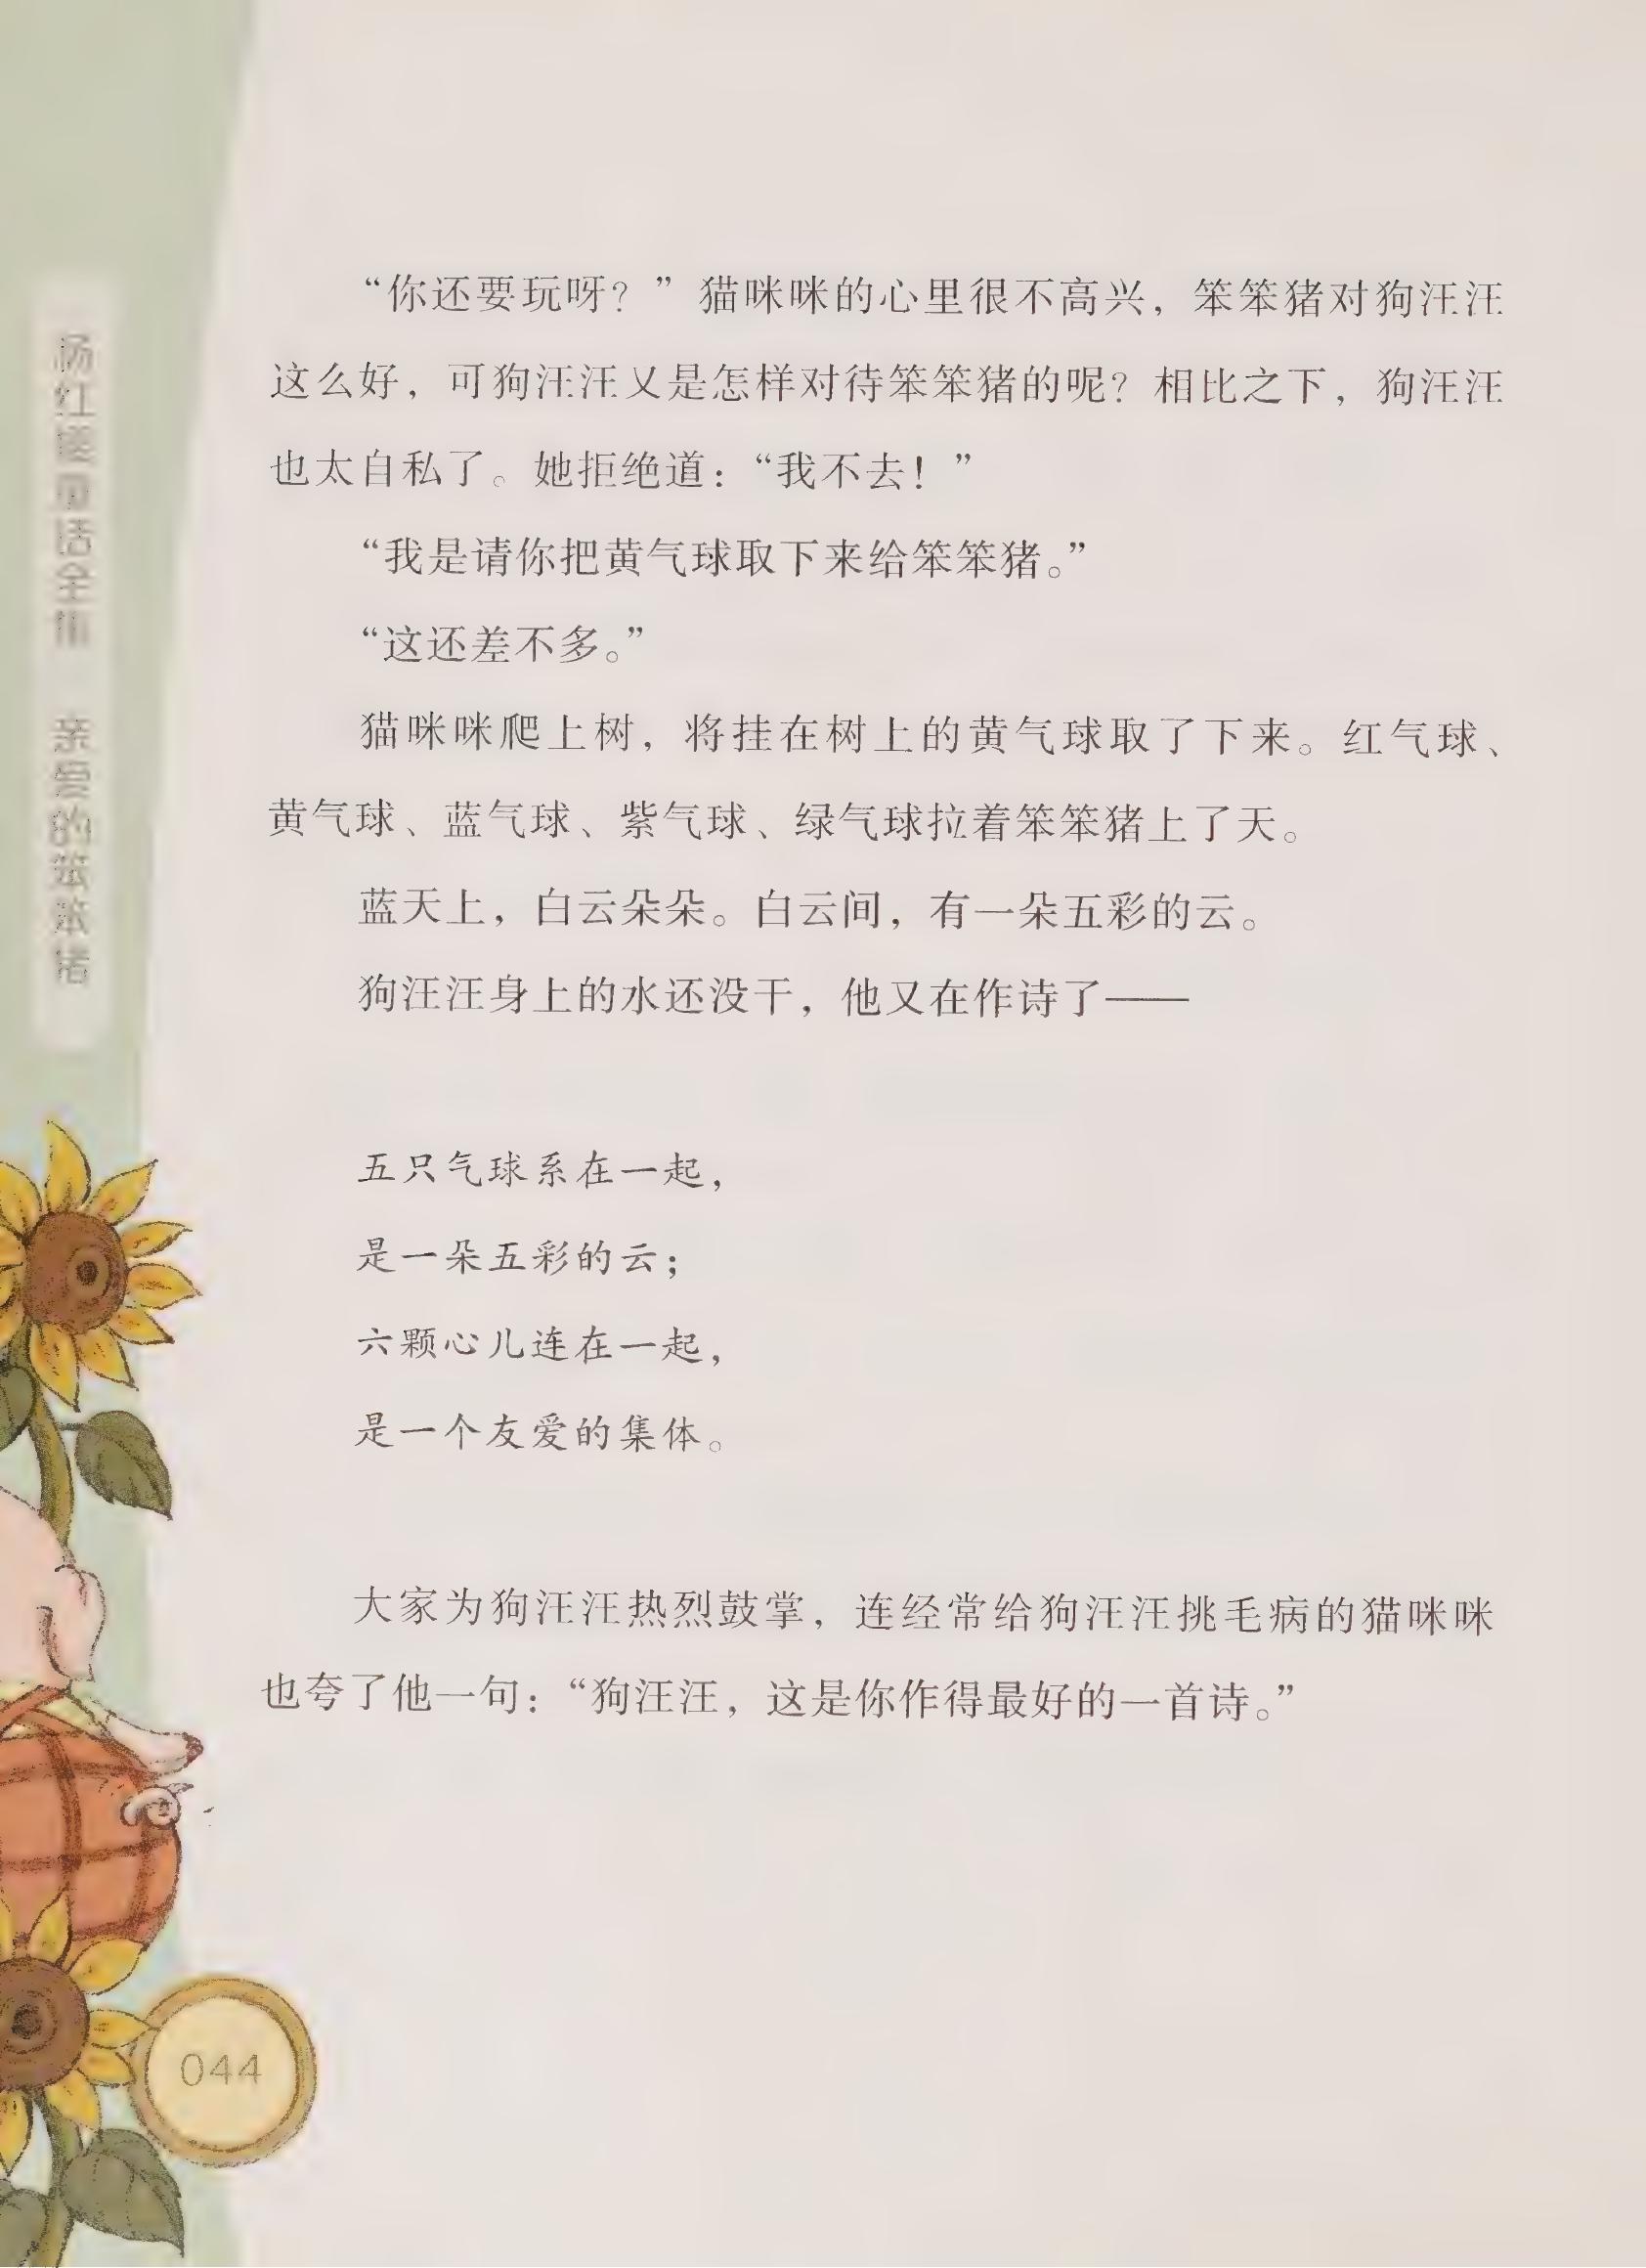 “你还要玩呀？”猫咪咪的心里很不高兴，笨笨猪对狗汪汪
这么好，可狗汪汪又是怎样对待笨笨猪的呢？相比之下，狗汪汪
也太自私了。她拒绝道：“我不去！”
“我是请你把黄气球取下来给笨笨猪。”
“这还差不多。”
猫咪咪爬上树，将挂在树上的黄气球取了下来。红气球、
黄气球、蓝气球、紫气球、绿气球拉着笨笨猪上了天。
蓝天上，白云朵朵。白云间，有一朵五彩的云。
狗汪汪身上的水还没干，他又在作诗了——
五只气球系在一起，
是一朵五彩的云；
六颗心儿连在一起，
是一个友爱的集体。
大家为狗汪汪热烈鼓掌，连经常给狗汪汪挑毛病的猫咪咪
也夸了他一句：“狗汪汪，这是你作得最好的一首诗。”
杨红樱童话全集 亲爱的笨笨猪
044